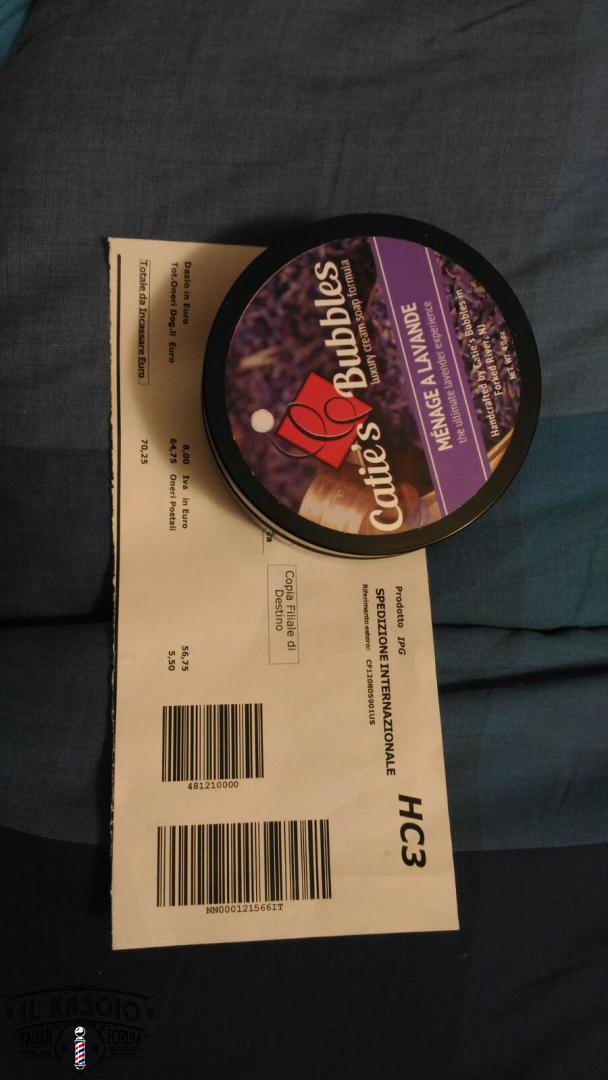 Catie's Bubbles
luxury cream soap formula
MÉNAGE A LAVANDE
the ultimate lavender experience
Handcrafted by Catie's Bubbles in
Forked River, NJ
Prodotto IPG
SPEDIZIONE INTERNAZIONALE
Riferimento estero: CF120805901US
HC3
Copia Filiale di
Destino
Dazio in Euro 8,00 Iva in Euro 56,75
Tot.Oneri Dog.li Euro 64,75 Oneri Postali 5,50
Totale da Incassare Euro 70,25
481210000
NN000121566IT
IL RASOIO
ITALIAN FORUM